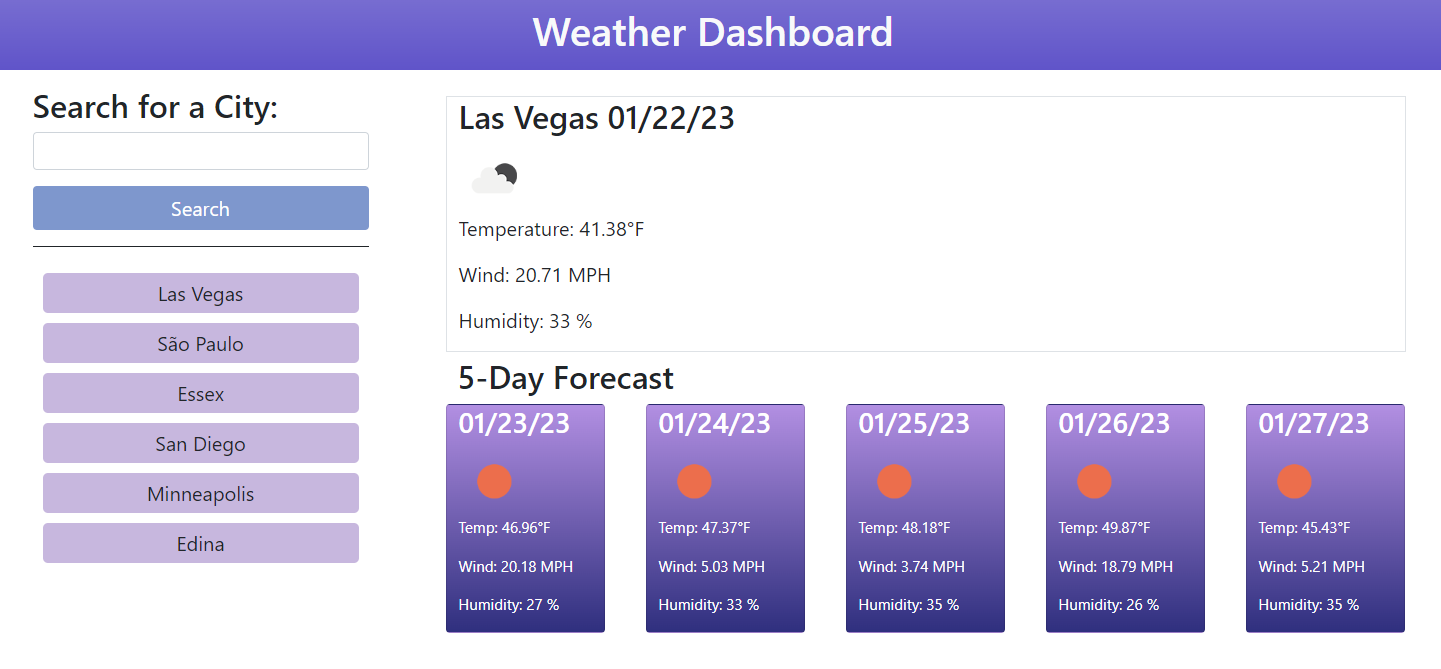 Weather Dashboard
Search for a City:
Search
Las Vegas
São Paulo
Essex
San Diego
Minneapolis
Edina
Las Vegas 01/22/23
Temperature: 41.38°F
Wind: 20.71 MPH
Humidity: 33 %
5-Day Forecast
01/23/23
Temp: 46.96°F
Wind: 20.18 MPH
Humidity: 27 %
01/24/23
Temp: 47.37°F
Wind: 5.03 MPH
Humidity: 33 %
01/25/23
Temp: 48.18°F
Wind: 3.74 MPH
Humidity: 35 %
01/26/23
Temp: 49.87°F
Wind: 18.79 MPH
Humidity: 26 %
01/27/23
Temp: 45.43°F
Wind: 5.21 MPH
Humidity: 35 %